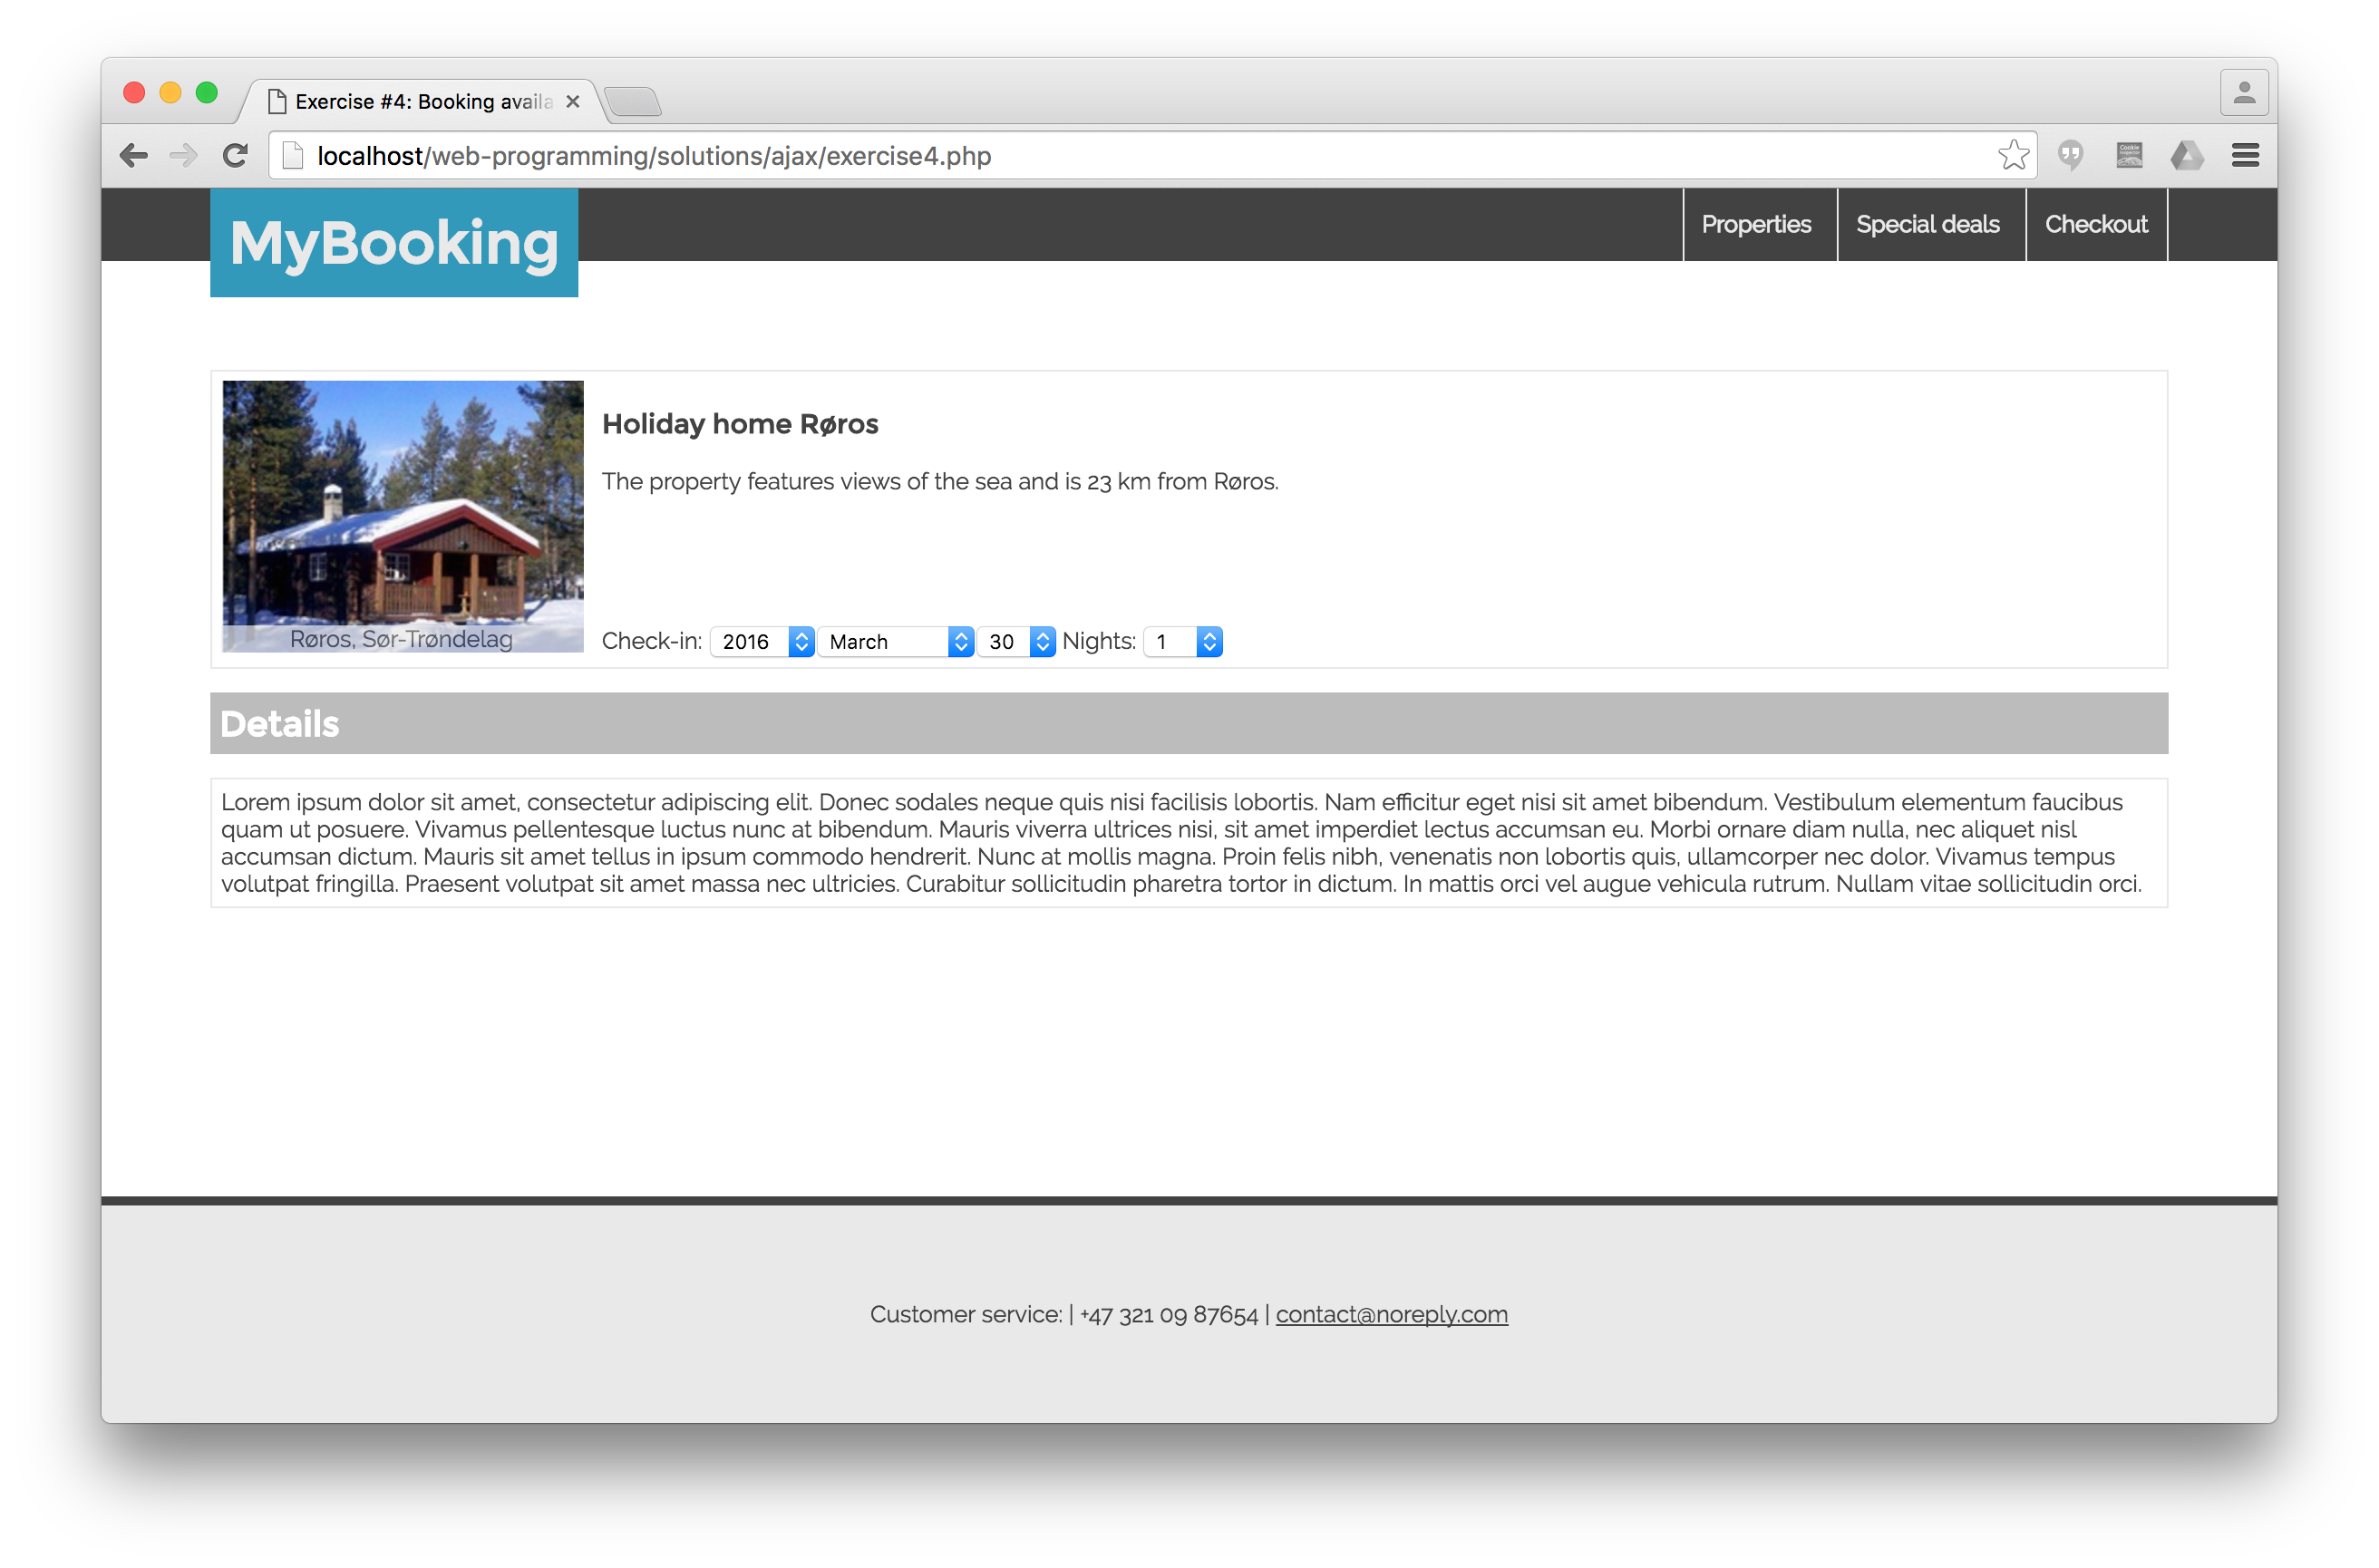 Exercise #4: Booking availa
localhost/web-programming/solutions/ajax/exercise4.php
MyBooking
Properties
Special deals
Checkout
Holiday home Røros
The property features views of the sea and is 23 km from Røros.
Røros, Sør-Trøndelag
Check-in: 2016 March 30 Nights: 1
Details
Lorem ipsum dolor sit amet, consectetur adipiscing elit. Donec sodales neque quis nisi facilisis lobortis. Nam efficitur eget nisi sit amet bibendum. Vestibulum elementum faucibus
quam ut posuere. Vivamus pellentesque luctus nunc at bibendum. Mauris viverra ultrices nisi, sit amet imperdiet lectus accumsan eu. Morbi ornare diam nulla, nec aliquet nisl
accumsan dictum. Mauris sit amet tellus in ipsum commodo hendrerit. Nunc at mollis magna. Proin felis nibh, venenatis non lobortis quis, ullamcorper nec dolor. Vivamus tempus
volutpat fringilla. Praesent volutpat sit amet massa nec ultricies. Curabitur sollicitudin pharetra tortor in dictum. In mattis orci vel augue vehicula rutrum. Nullam vitae sollicitudin orci.
Customer service: | +47 321 09 87654 | contact@noreply.com